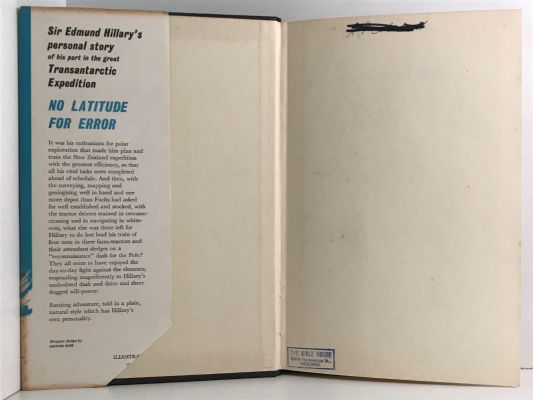 Sir Edmund Hillary's
personal story
of his part in the great
Transantarctic
Expedition
NO LATITUDE
FOR ERROR
It was his enthusiasm for polar
exploration that made him plan and
train the New Zealand expedition
with the greatest efficiency, so that
all his vital tasks were completed
ahead of schedule. And then, with
the surveying, mapping and
geologising well in hand and one
more depot than Fuchs had asked
for well established and stocked, with
the tractor drivers trained in crevasse-
crossing and in navigating in white-
outs, what else was there left for
Hillary to do but lead his train of
four men in three farm-tractors and
their attendant sledges on a
"reconnaissance" dash for the Pole?
They all seem to have enjoyed the
day-to-day fight against the elements,
responding magnificently to Hillary's
undoubted dash and drive and sheer
dogged will-power.
Exciting adventure, told in a plain,
natural style which has Hillary's
own personality.
Wrapper design by
ILLUSTRA
THE BIBLE HOUSE